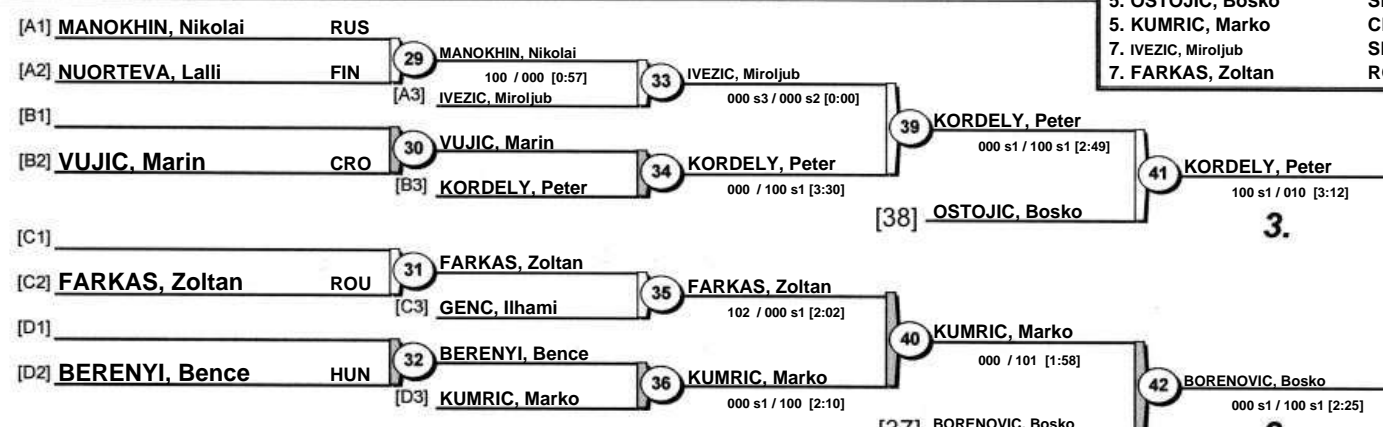 5. OSTOJIC, Bosko
5. KUMRIC, Marko
7. IVEZIC, Miroljub
7. FARKAS, Zoltan
[A1] MANOKHIN, Nikolai RUS
[A2] NUORTEVA, Lalli FIN
29
MANOKHIN, Nikolai
100 / 000 [0:57]
[A3] IVEZIC, Miroljub
33
IVEZIC, Miroljub
000 s3 / 000 s2 [0:00]
[B1]
[B2] VUJIC, Marin CRO
30
VUJIC, Marin
[B3] KORDELY, Peter
34
KORDELY, Peter
000 / 100 s1 [3:30]
39
KORDELY, Peter
000 s1 / 100 s1 [2:49]
[38] OSTOJIC, Bosko
41
KORDELY, Peter
100 s1 / 010 [3:12]
3.
[C1]
[C2] FARKAS, Zoltan ROU
31
FARKAS, Zoltan
[C3] GENC, Ilhami
35
FARKAS, Zoltan
102 / 000 s1 [2:02]
[D1]
[D2] BERENYI, Bence HUN
32
BERENYI, Bence
[D3] KUMRIC, Marko
36
KUMRIC, Marko
000 s1 / 100 [2:10]
40
KUMRIC, Marko
000 / 101 [1:58]
[37] BORENOVIC, Bosko
42
BORENOVIC, Bosko
000 s1 / 100 s1 [2:25]